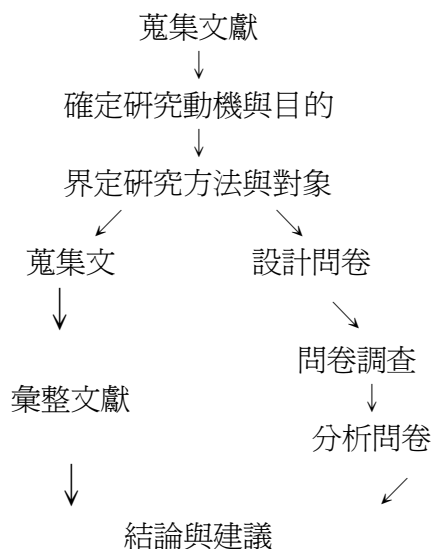 蒐集文獻
確定研究動機與目的
界定研究方法與對象
蒐集文
設計問卷
問卷調查
彙整文獻
分析問卷
結論與建議